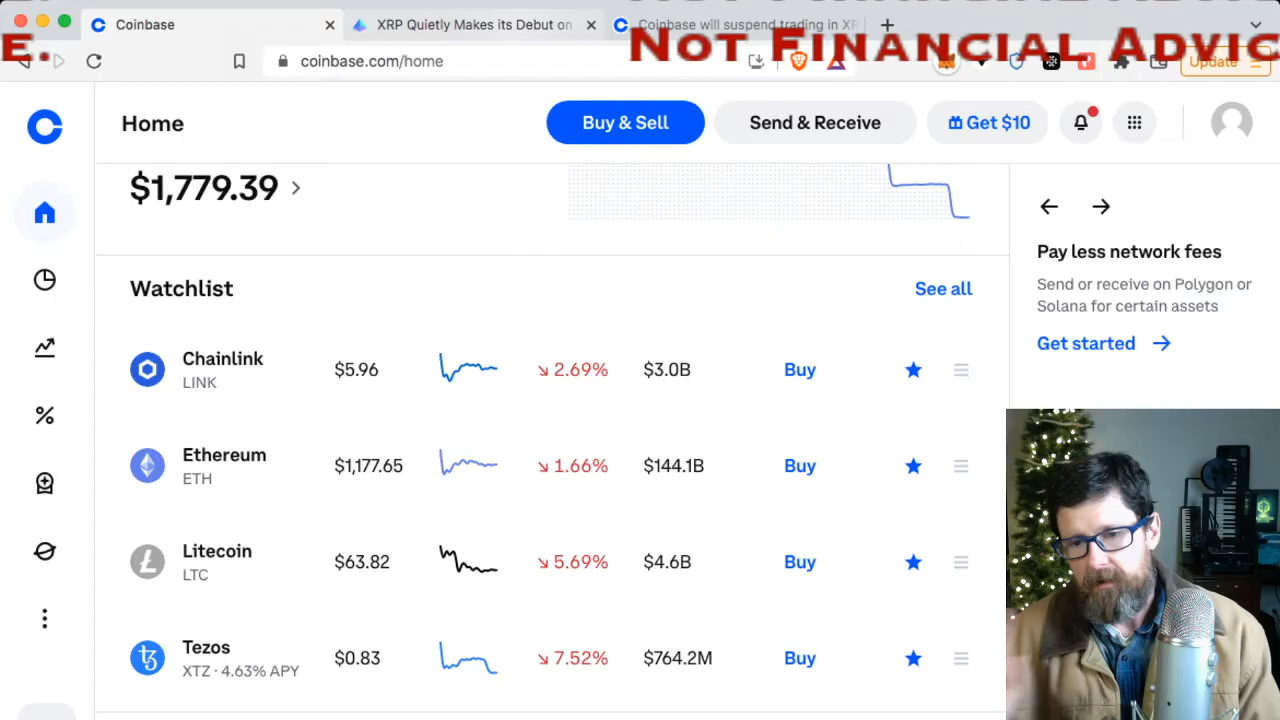 Coinbase
XRP Quietly Makes its Debut on
Coinbase will suspend trading in XR
E.
Not Financial Advic
coinbase.com/home
Update
Home
Buy & Sell
Send & Receive
Get $10
$1,779.39
Pay less network fees
Send or receive on Polygon or
Solana for certain assets
Get started
Watchlist
See all
Chainlink
LINK
$5.96
2.69%
$3.0B
Buy
Ethereum
ETH
$1,177.65
1.66%
$144.1B
Buy
Litecoin
LTC
$63.82
5.69%
$4.6B
Buy
Tezos
XTZ · 4.63% APY
$0.83
7.52%
$764.2M
Buy